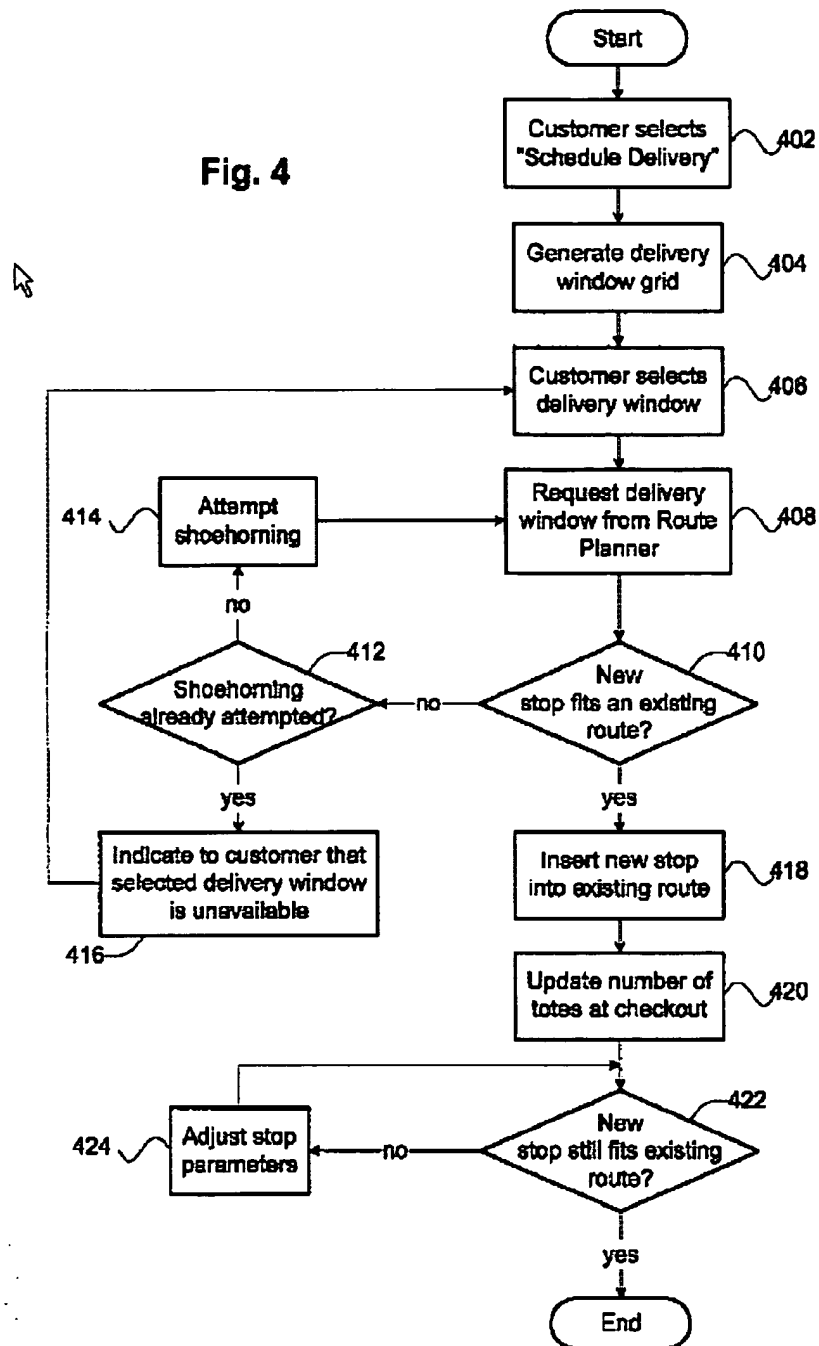 Start
Customer selects
"Schedule Delivery"
402
Fig. 4
Generate delivery
window grid
404
Customer selects
delivery window
406
Attempt
shoehorning
414
Request delivery
window from Route
Planner
408
no
412
Shoehorning
already attempted?
no
410
New
stop fits an existing
route?
yes
yes
Indicate to customer that
selected delivery window
is unavailable
416
Insert new stop
into existing route
418
Update number of
totes at checkout
420
424
Adjust stop
parameters
no
422
New
stop still fits existing
route?
yes
End